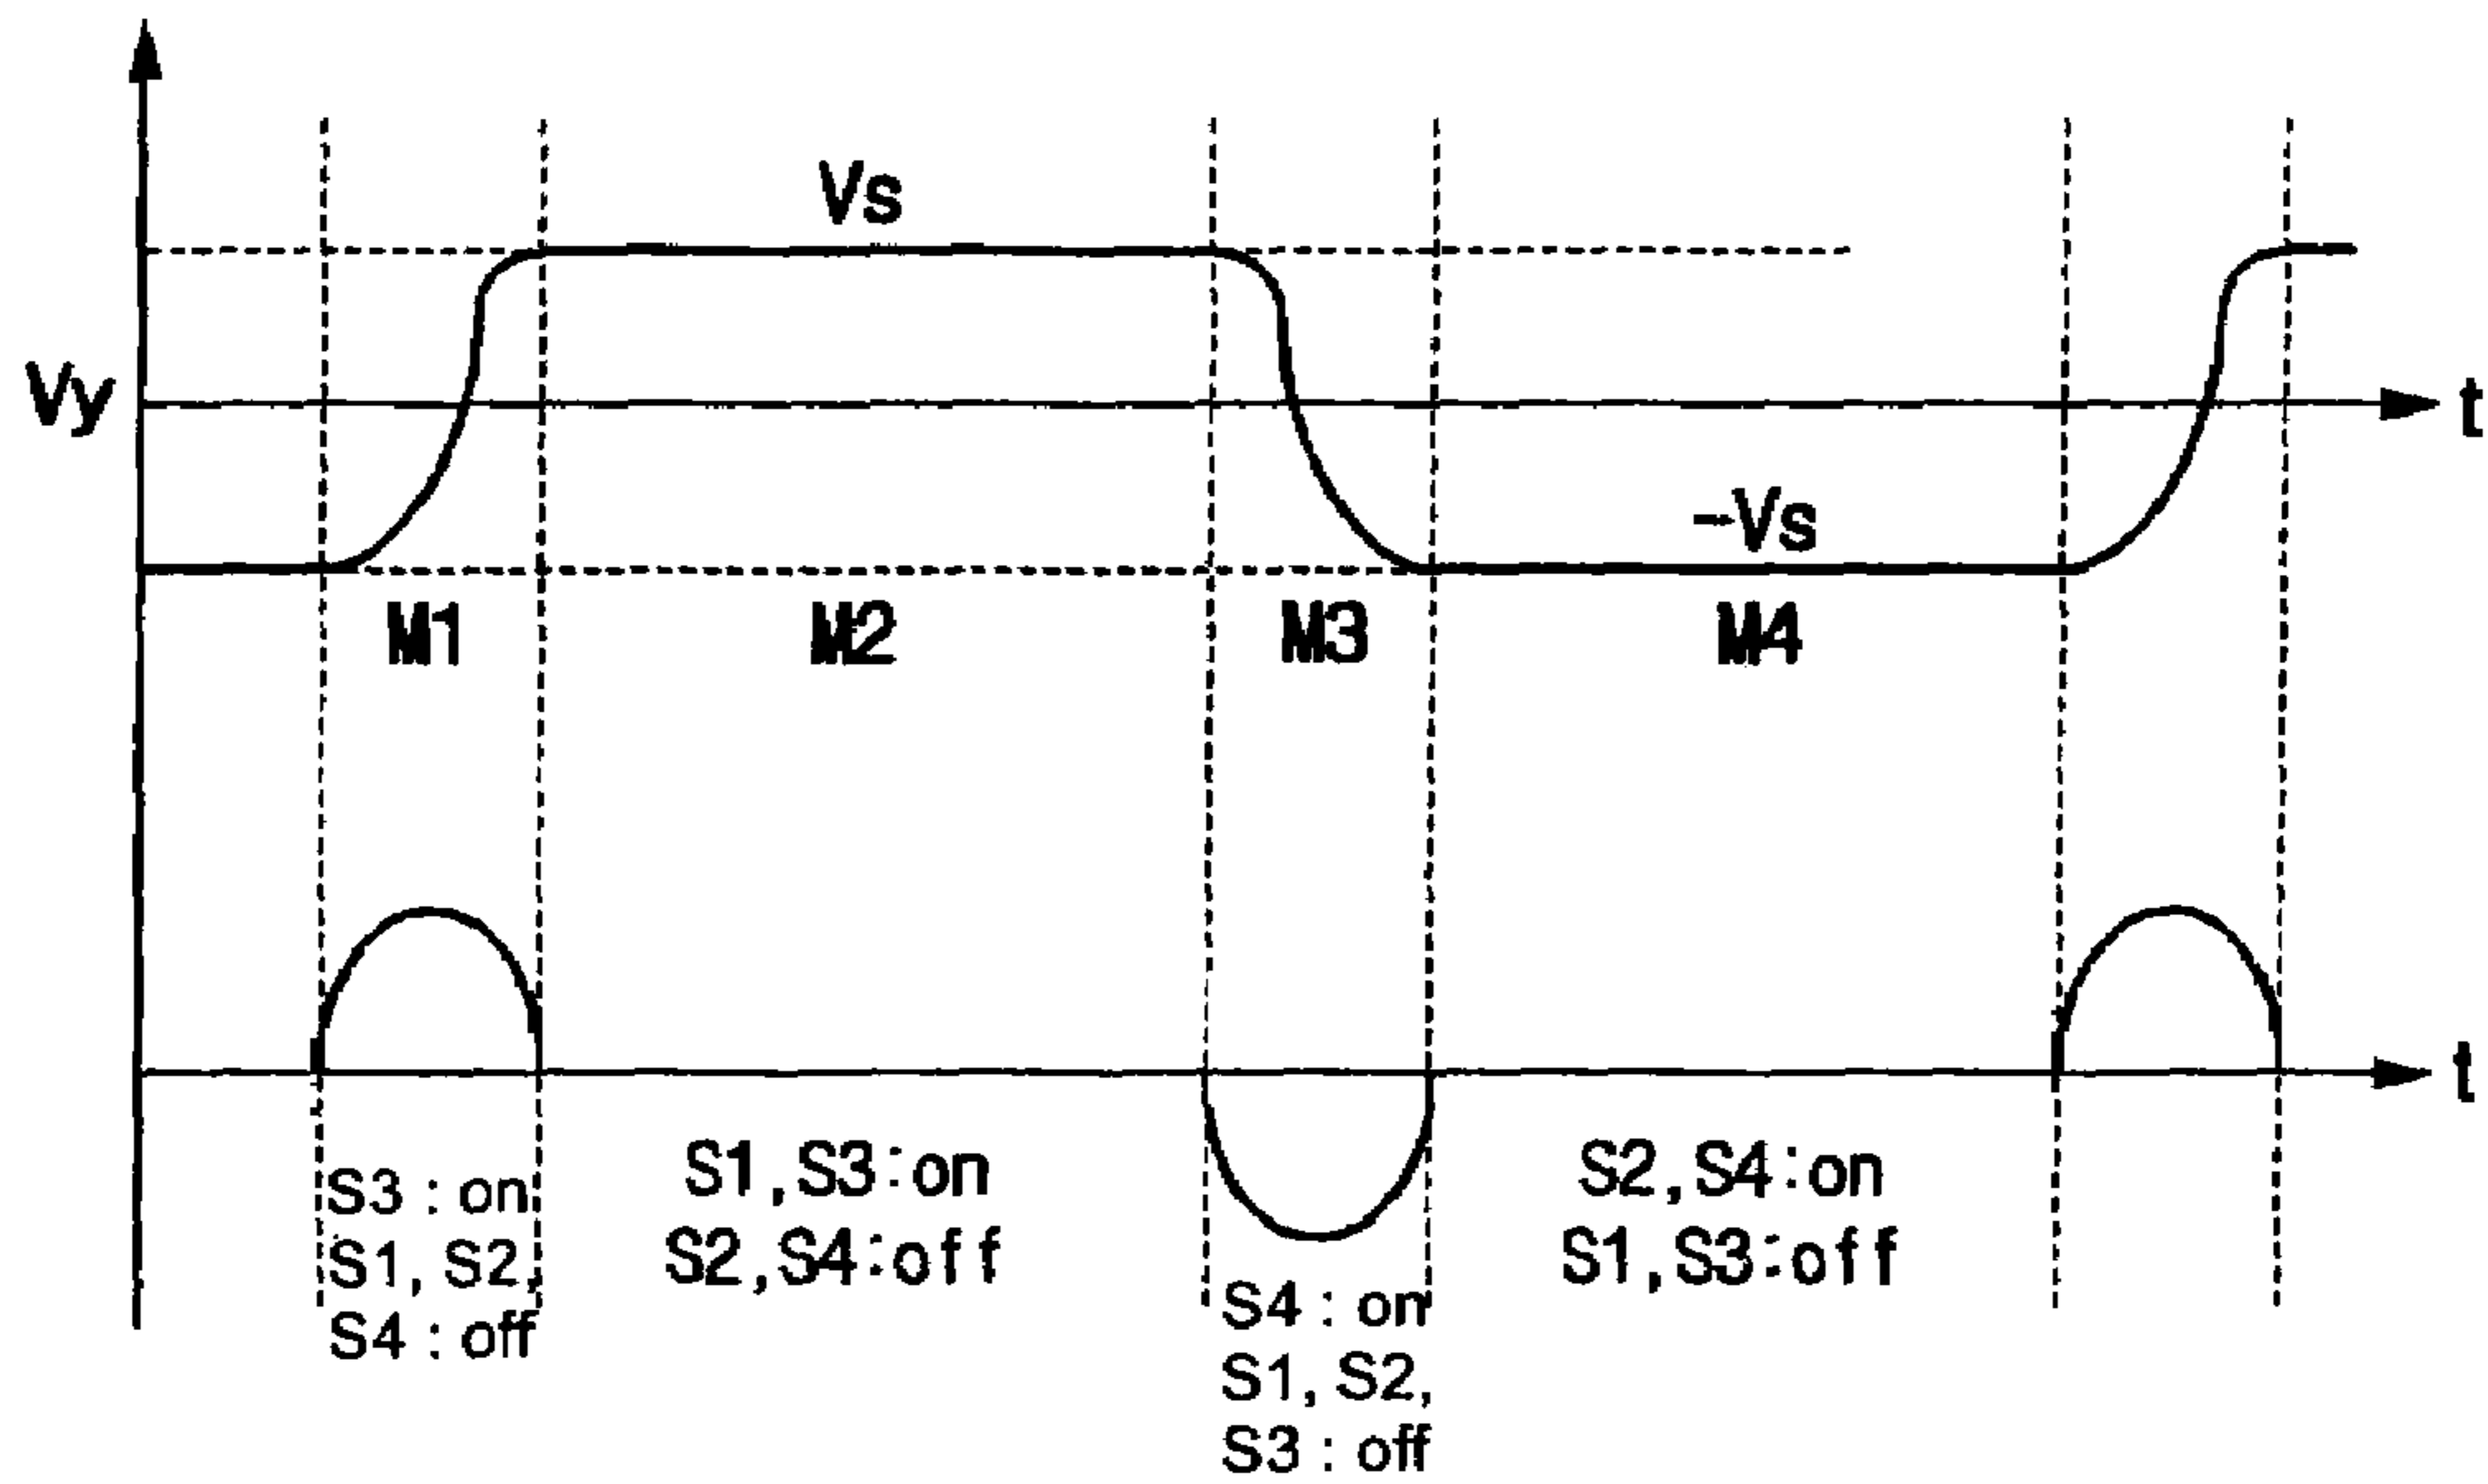 Vs
Vy
t
-Vs
M1
M2
M3
M4
t
S3 : on
S1, S2,
S4 : off
S1,S3:on
S2,S4:off
S4 : on
S1, S2,
S3 : off
S2,S4:on
S1,S3:off